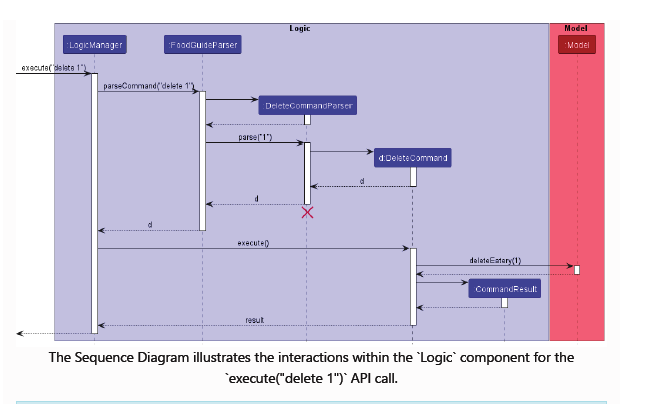 Logic
Model
:LogicManager
:FoodGuideParser
:Model
execute("delete 1")
parseCommand("delete 1")
DeleteCommandParser
parse("1")
d:DeleteCommand
d
d
d
execute()
deleteEatery(1)
CommandResult
result
The Sequence Diagram illustrates the interactions within the `Logic` component for the
`execute("delete 1")` API call.